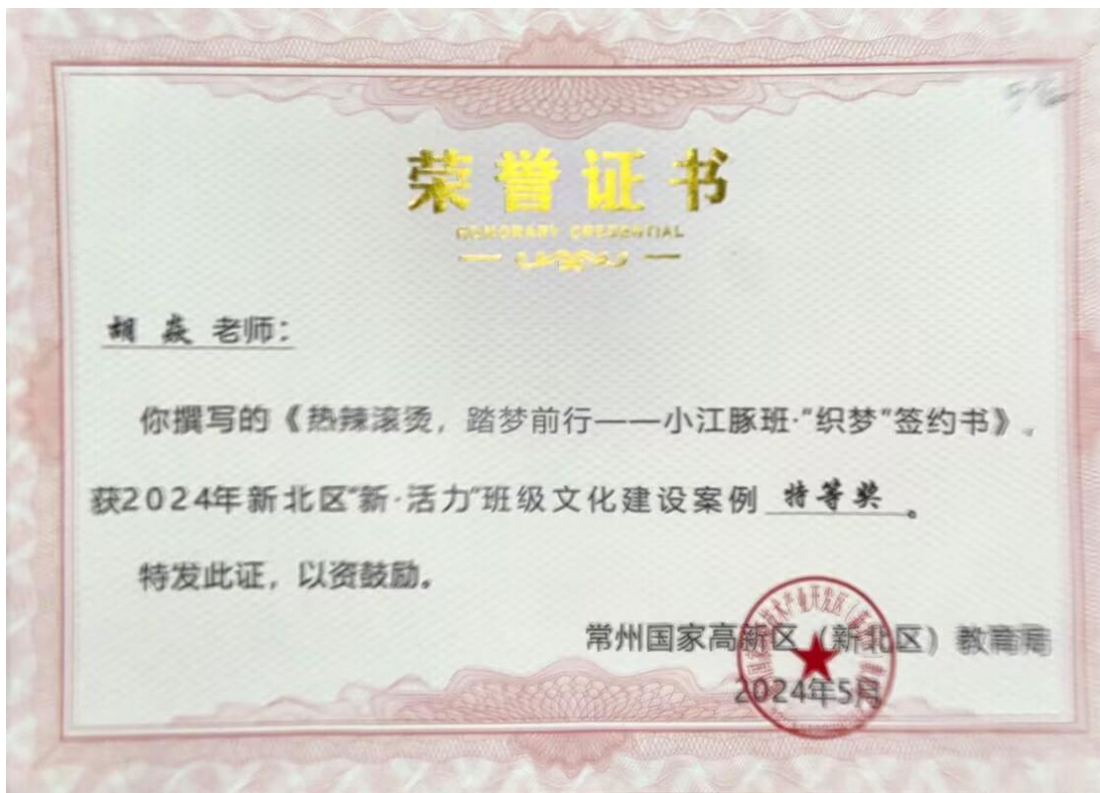 荣誉证书
HONORARY CREDENTIAL
胡 焱 老师:
你撰写的《热辣滚烫，踏梦前行——小江豚班·“织梦”签约书》，
获2024年新北区“新·活力”班级文化建设案例 特等奖 。
特发此证，以资鼓励。
常州国家高新区（新北区）教育局
2024年5月